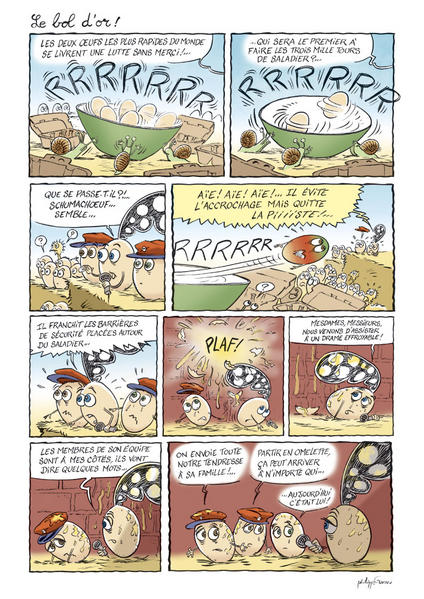 Le bol d'or !
LES DEUX ŒUFS LES PLUS RAPIDES DU MONDE
SE LIVRENT UNE LUTTE SANS MERCI !...
RRRRRRR
...QUI SERA LE PREMIER À
FAIRE LES TROIS MILLE TOURS
DE SALADIER ?...
RRRRRRRR
QUE SE PASSE-T-IL ?!
SCHUMACHŒUF...
SEMBLE...
?
?
AÏE ! AÏE ! AÏE !... IL ÉVITE
L'ACCROCHAGE MAIS QUITTE
LA PiiiiSTE !...
RRRRRR
IL FRANCHIT LES BARRIÈRES
DE SÉCURITÉ PLACÉES AUTOUR
DU SALADIER...
PLAF!
MESDAMES, MESSIEURS,
NOUS VENONS D'ASSISTER
À UN DRAME EFFROYABLE !
LES MEMBRES DE SON ÉQUIPE
SONT À MES CÔTÉS, ILS VONT
DIRE QUELQUES MOTS...
ON ENVOIE TOUTE
NOTRE TENDRESSE
À SA FAMILLE !...
PARTIR EN OMELETTE,
ÇA PEUT ARRIVER
À N'IMPORTE QUI...
...AUJOURD'HUI
C'ÉTAIT LUI !